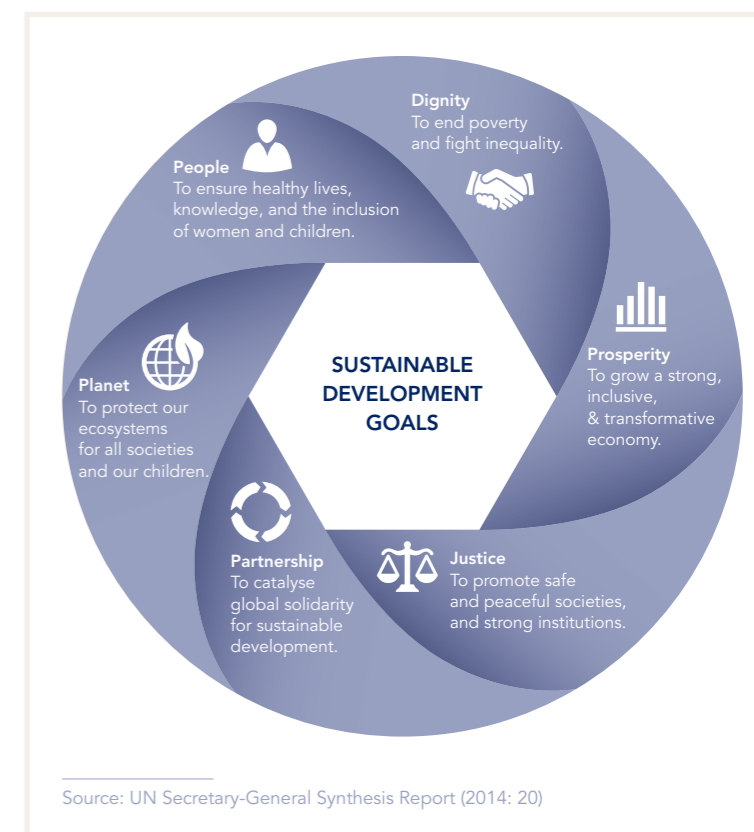 Dignity
To end poverty
and fight inequality.
People
To ensure healthy lives,
knowledge, and the inclusion
of women and children.
Prosperity
To grow a strong,
inclusive,
& transformative
economy.
SUSTAINABLE
DEVELOPMENT
GOALS
Planet
To protect our
ecosystems
for all societies
and our children.
Justice
To promote safe
and peaceful societies,
and strong institutions.
Partnership
To catalyse
global solidarity
for sustainable
development.
Source: UN Secretary-General Synthesis Report (2014: 20)